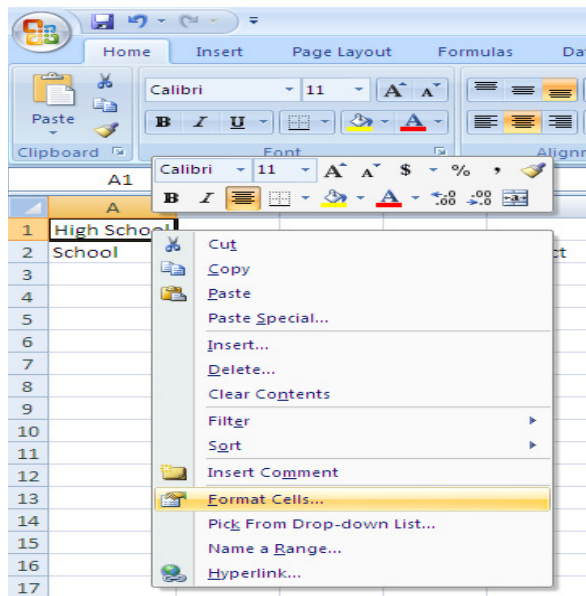 Home Insert Page Layout Formulas Da
Calibri 11 A A
Paste
B I U A
Clipboard Font Alignm
Calibri 11 A A $ % ,
A1
B I A .00 .00 a
A
1 High School
2 School ct
3
4
5
6
7
8
9
10
11
12
13
14
15
16
17
Cut
Copy
Paste
Paste Special...
Insert...
Delete...
Clear Contents
Filter
Sort
Insert Comment
Format Cells...
Pick From Drop-down List...
Name a Range...
Hyperlink...